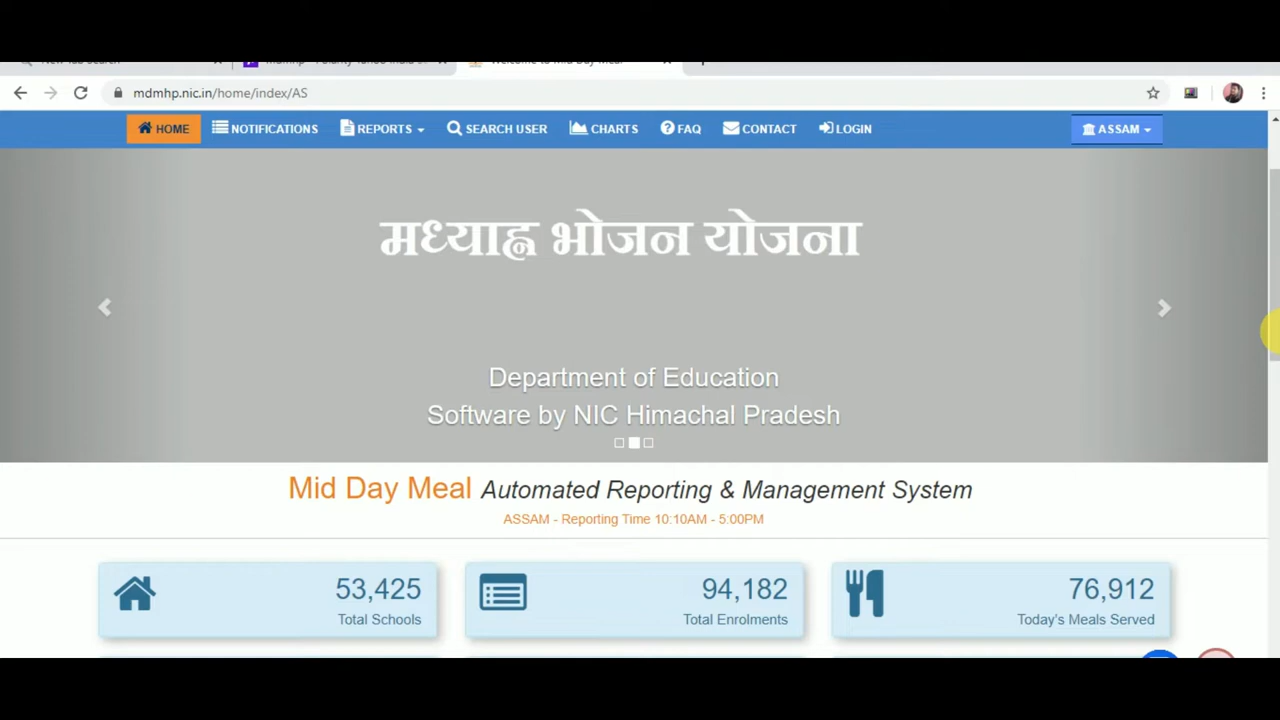 mdmhp.nic.in/home/index/AS
HOME NOTIFICATIONS REPORTS SEARCH USER CHARTS FAQ CONTACT LOGIN ASSAM
मध्याह्न भोजन योजना
Department of Education
Software by NIC Himachal Pradesh
Mid Day Meal Automated Reporting & Management System
ASSAM - Reporting Time 10:10AM - 5:00PM
53,425
Total Schools
94,182
Total Enrolments
76,912
Today's Meals Served